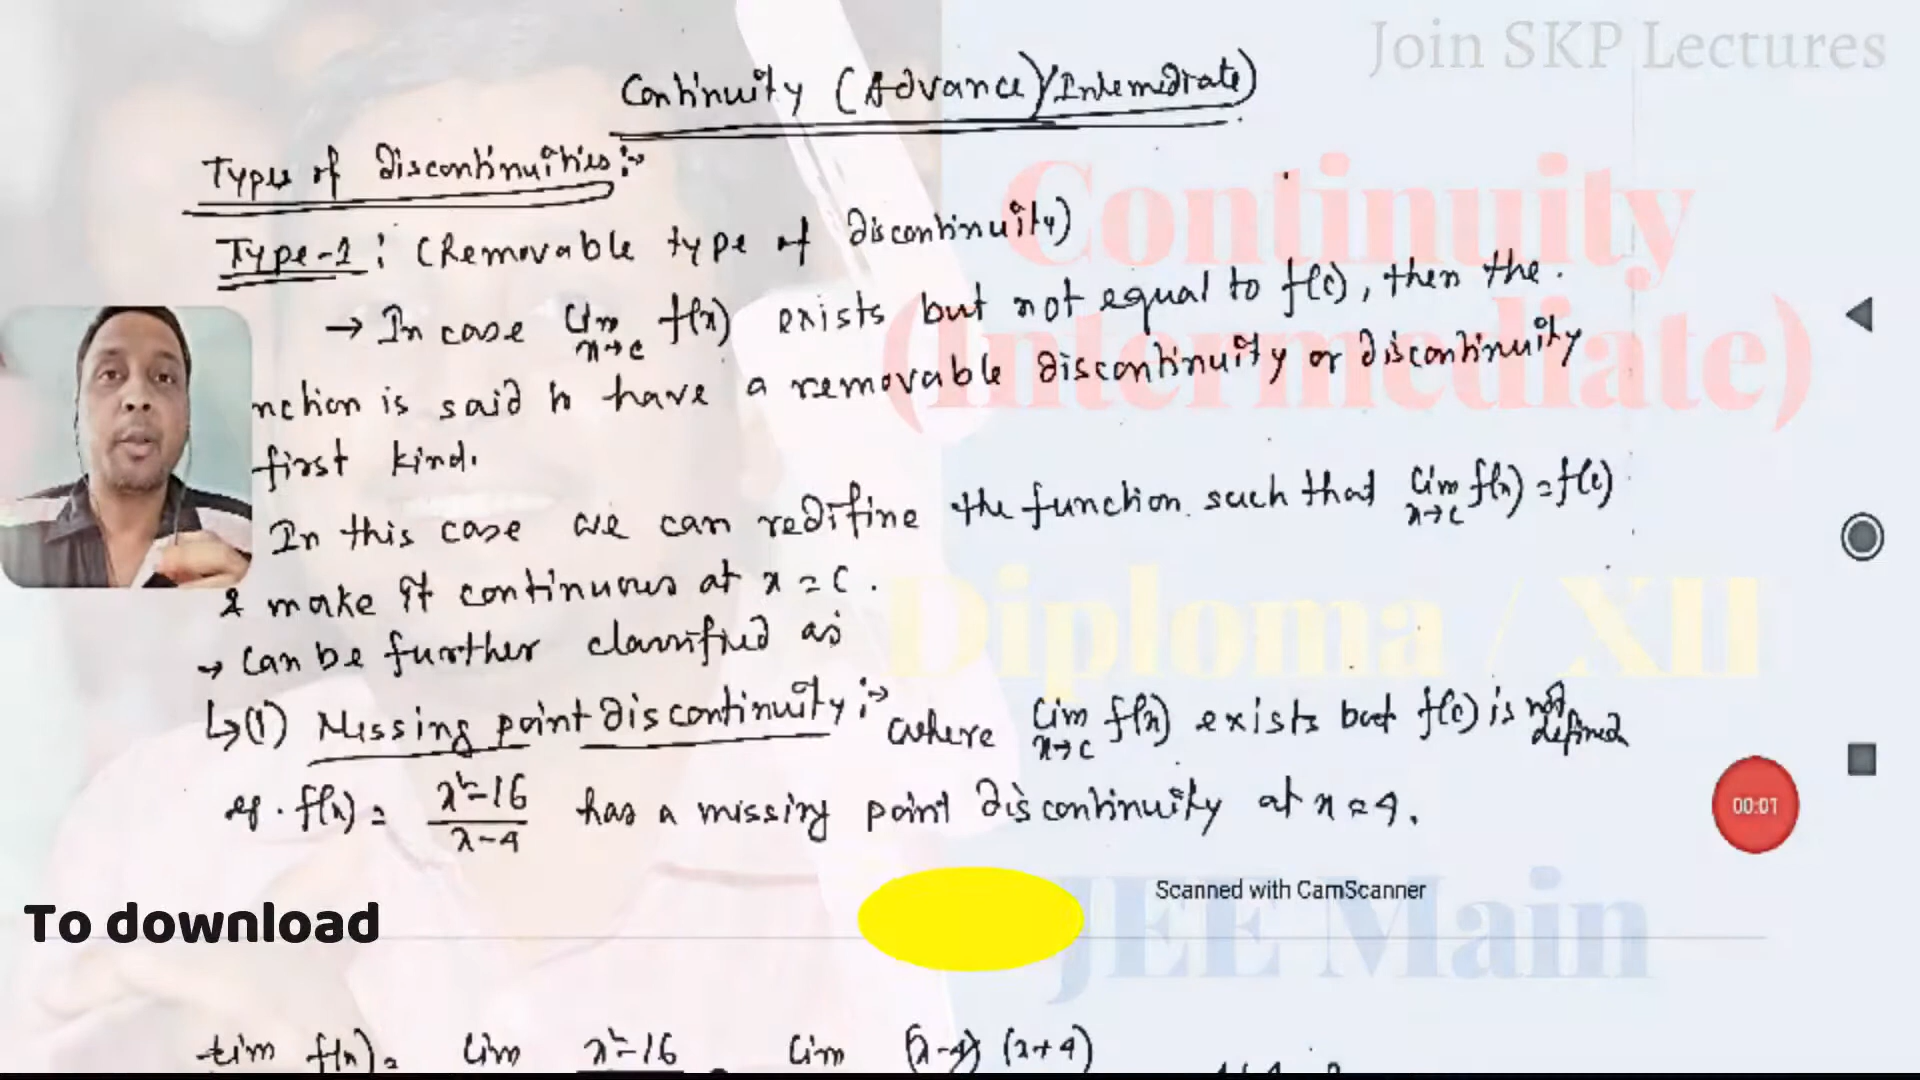 Join SKP Lectures
Continuity (Advance)/Intermediate)
Types of discontinuities :→
Type-1 : (Removable type of discontinuity)
→ In case lim x→c f(x) exists but not equal to f(c), then the
nction is said to have a removable discontinuity or discontinuity
first kind.
In this case we can redifine the function such that lim x→c f(x) = f(c)
& make it continuous at x = c.
→ can be further classified as
↳(1) Missing point discontinuity :→ where lim x→c f(x) exists but f(c) is not defined
eg. f(x) = x²-16 / x-4 has a missing point discontinuity at x = 4.
Scanned with CamScanner
To download
lim f(x) = lim x²-16 = lim (x-4) (x+4)
Continuity
(Intermediate)
Diploma / XII
JEE Main
00:01